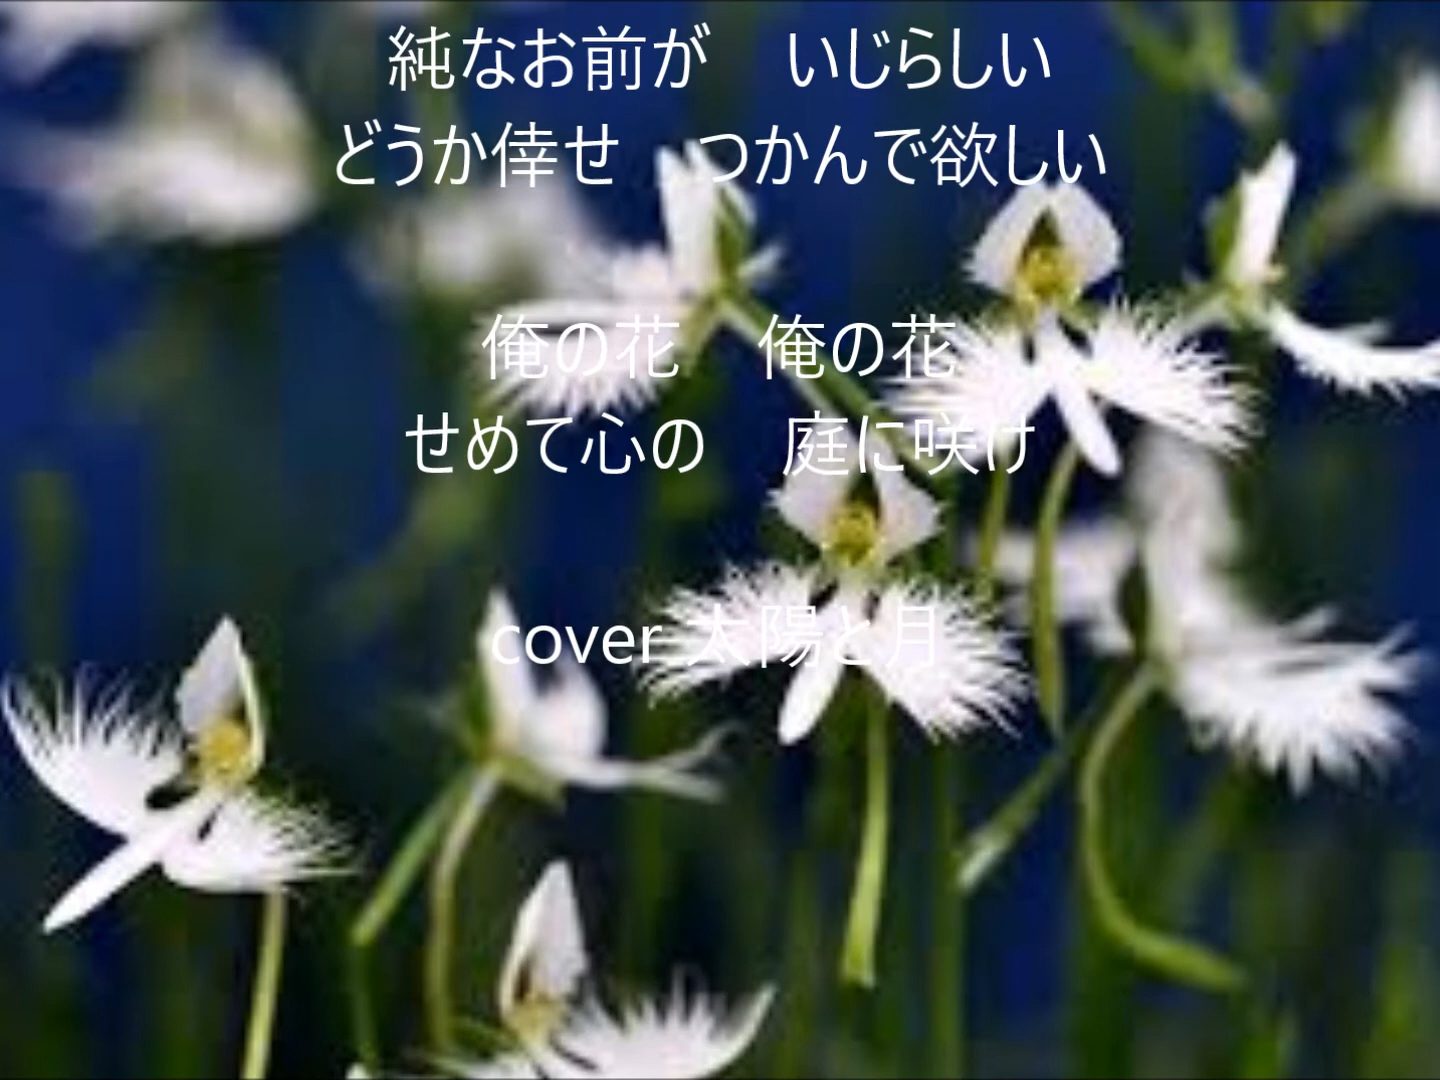 純なお前が　いじらしい
どうか倖せ　つかんで欲しい
俺の花　俺の花
せめて心の　庭に咲け
cover 太陽と月